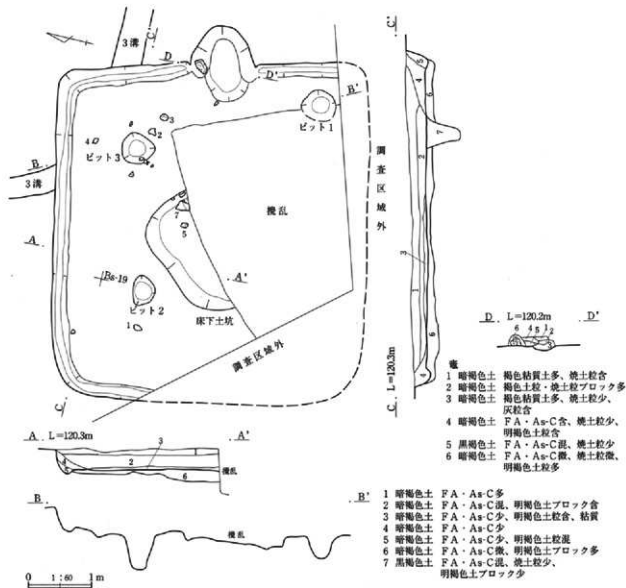 3溝
C
C'
D
D'
B'
ピット1
3
2
4
ピット3
B
3溝
7
5
撹乱
調査区域外
A
A'
Bs-19
ピット2
1
床下土坑
調査区域外
C
C'
5
6
7
2
3
1
6
4
C L=120.3m
D L=120.2m D'
6 4 5 1 2
3
竈
1 暗褐色土 褐色粘質土多、焼土粒含
2 暗褐色土 褐色土粒・焼土粒ブロック多
3 暗褐色土 褐色粘質土多、焼土粒少、
灰粒含
4 暗褐色土 FA・As-C含、焼土粒少、
明褐色土粒含
5 黒褐色土 FA・As-C混、焼土粒少
6 暗褐色土 FA・As-C微、焼土粒微、
明褐色土粒多
A L=120.3m A'
3
4
2
6
撹乱
B B'
撹乱
1 暗褐色土 FA・As-C多
2 暗褐色土 FA・As-C混、明褐色土ブロック含
3 暗褐色土 FA・As-C少、明褐色土粒含、粘質
4 暗褐色土 FA・As-C少
5 暗褐色土 FA・As-C少、明褐色土粒混
6 暗褐色土 FA・As-C微、明褐色土ブロック多
7 黒褐色土 FA・As-C混、焼土粒少、
明褐色土ブロック少
0 1:60 1m